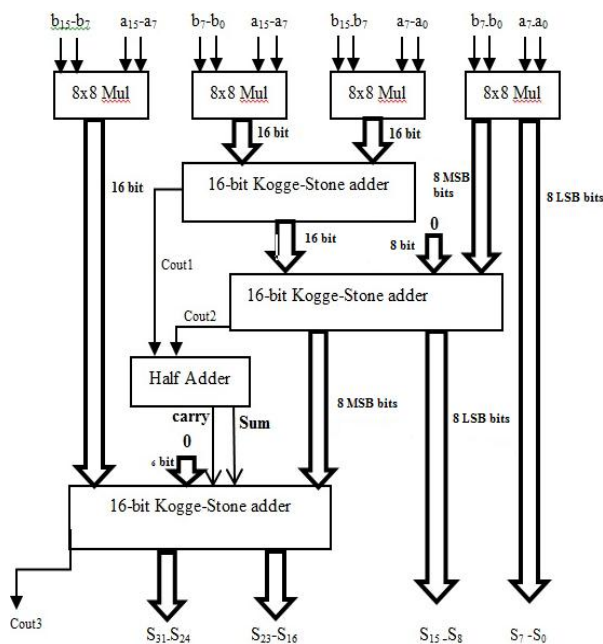 b15-b7 a15-a7 b7-b0 a15-a7 b15-b7 a7-a0 b7-b0 a7-a0
8x8 Mul 8x8 Mul 8x8 Mul 8x8 Mul
16 bit 16 bit
16 bit
16-bit Kogge-Stone adder
8 MSB
bits
8 LSB bits
16 bit
0
8 bit
Cout1
16-bit Kogge-Stone adder
Cout2
Half Adder
carry Sum
8 MSB bits
8 LSB bits
0
bit
16-bit Kogge-Stone adder
Cout3
S31-S24 S23-S16 S15-S8 S7-S0